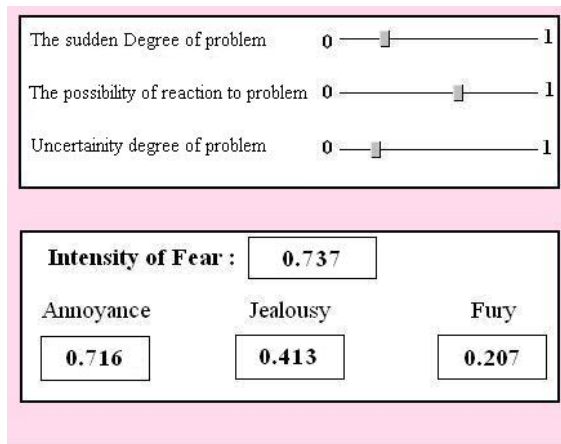 The sudden Degree of problem 0 1
The possibility of reaction to problem 0 1
Uncertainity degree of problem 0 1
Intensity of Fear : 0.737
Annoyance Jealousy Fury
0.716 0.413 0.207